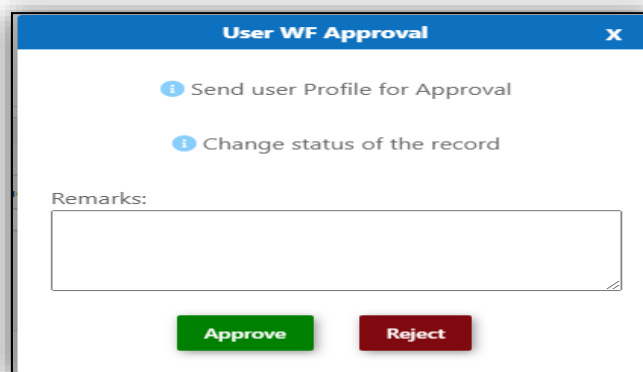 User WF Approval x
Send user Profile for Approval
Change status of the record
Remarks:
Approve Reject